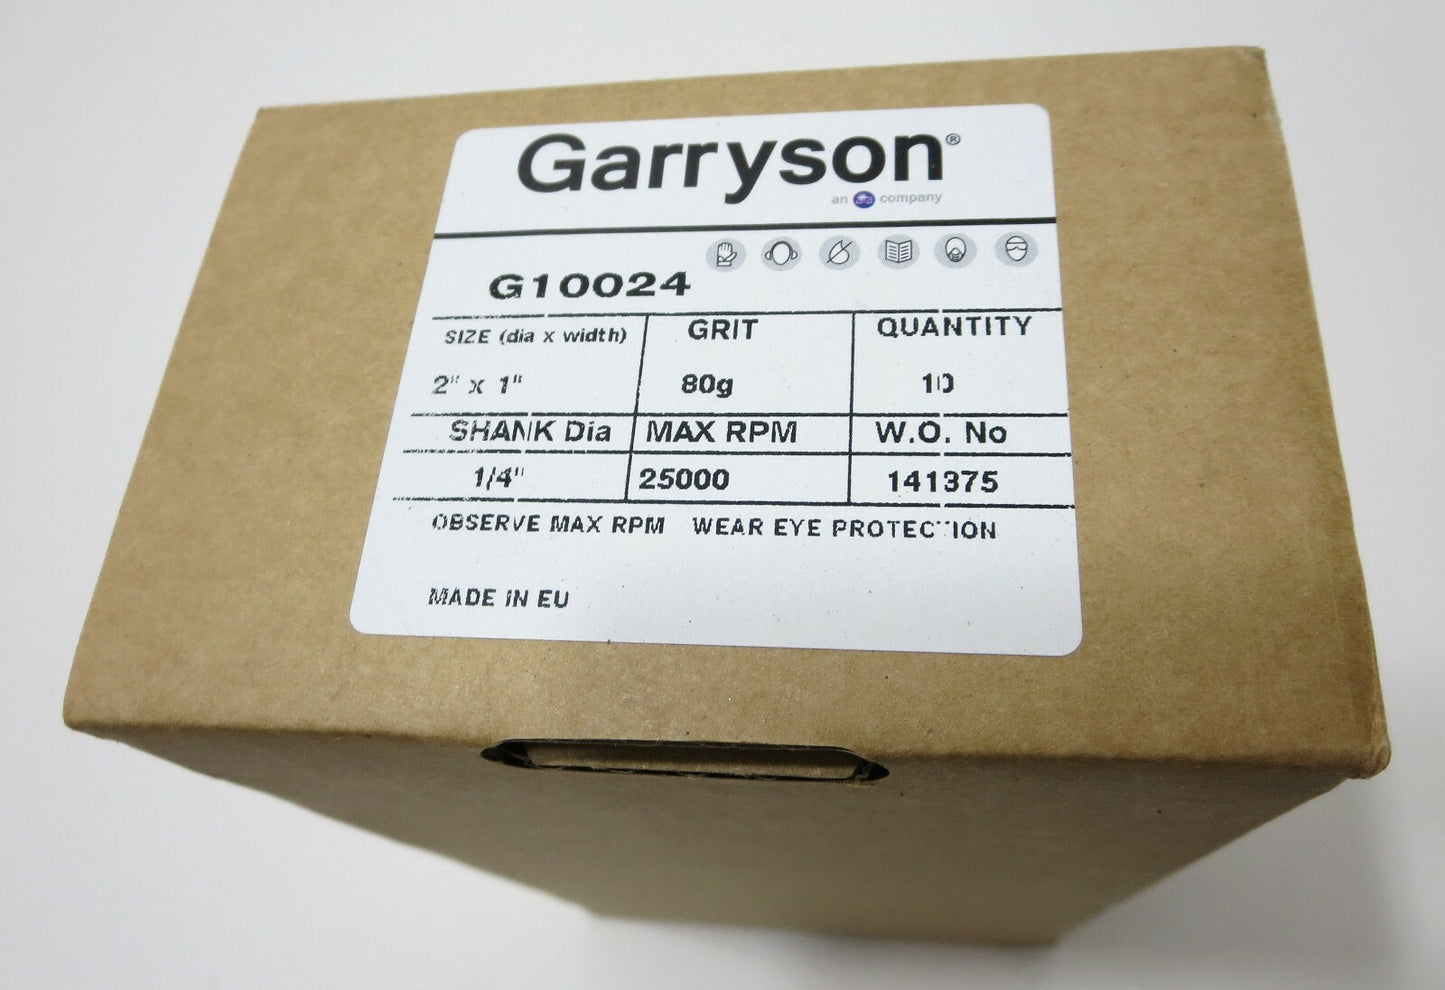 Garryson®
an ata company
G10024
SIZE (dia x width) GRIT QUANTITY
2" x 1" 80g 10
SHANK Dia MAX RPM W.O. No
1/4" 25000 141375
OBSERVE MAX RPM WEAR EYE PROTECTION
MADE IN EU